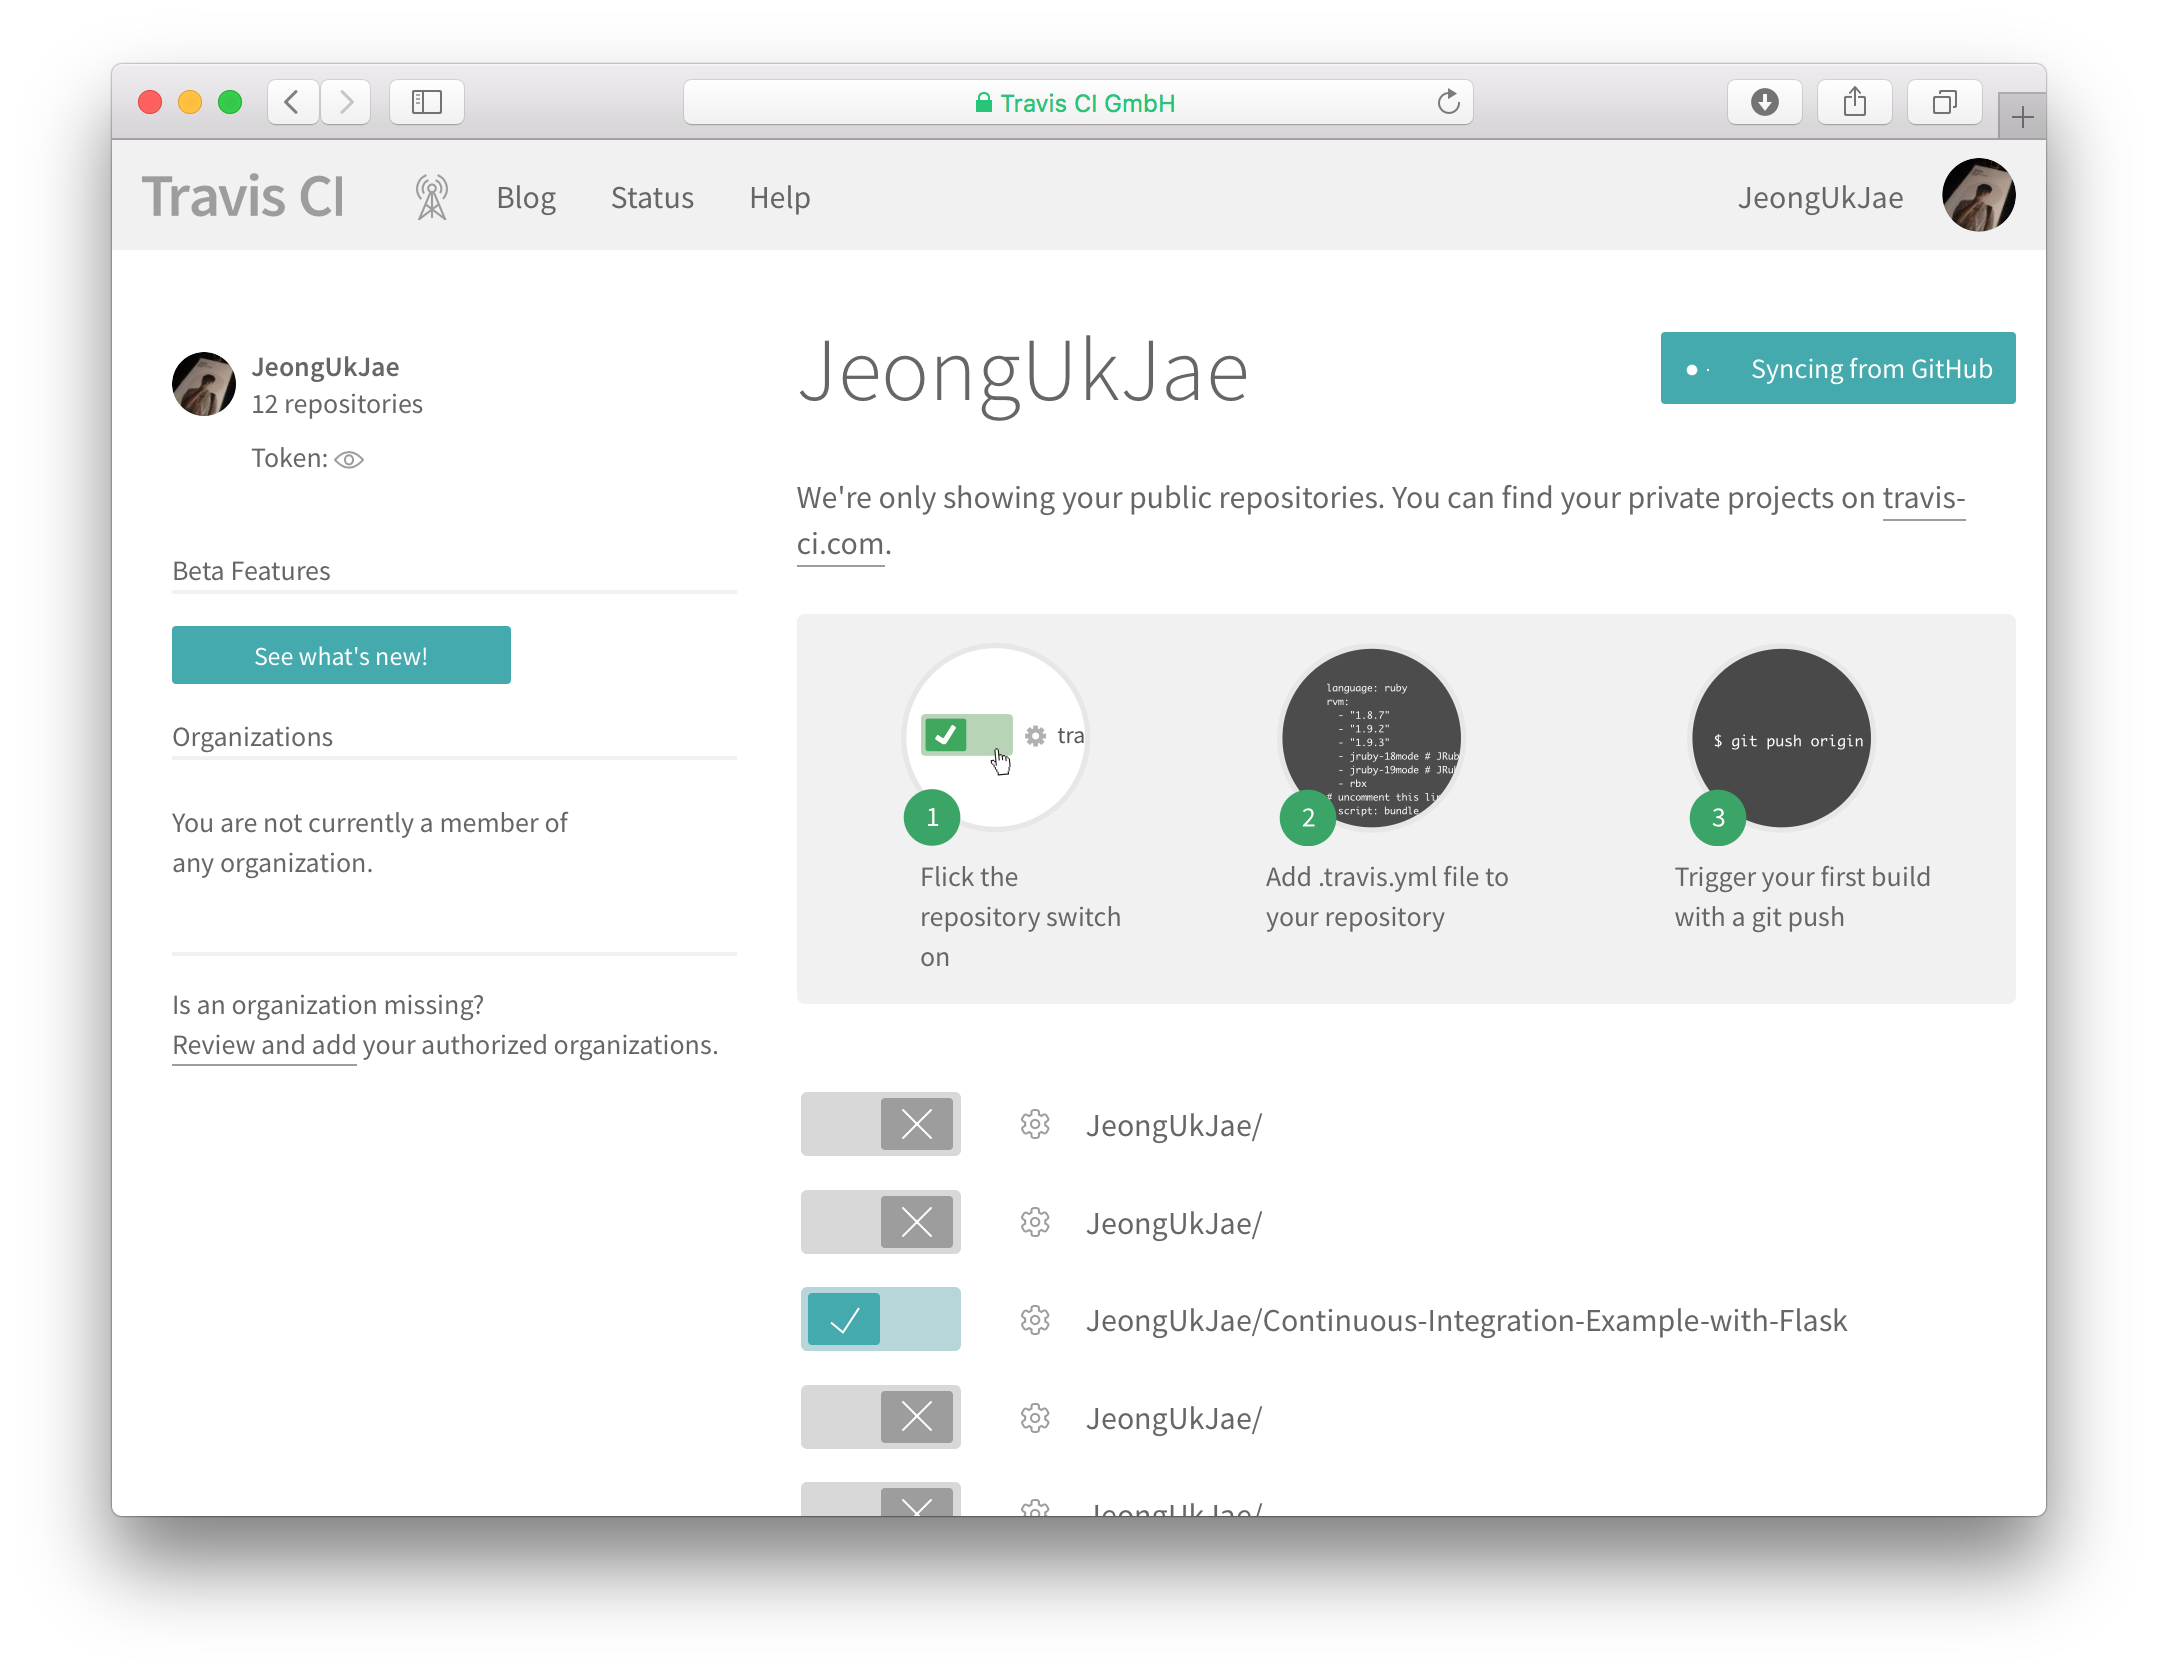 Travis CI GmbH
Travis CI
Blog
Status
Help
JeongUkJae
JeongUkJae
12 repositories
Token:
Beta Features
See what's new!
Organizations
You are not currently a member of
any organization.
Is an organization missing?
Review and add your authorized organizations.
JeongUkJae
Syncing from GitHub
We're only showing your public repositories. You can find your private projects on travis-
ci.com.
tra
1
Flick the
repository switch
on
language: ruby
rvm:
- "1.8.7"
- "1.9.2"
- "1.9.3"
- jruby-18mode # JRub
- jruby-19mode # JRu
- rbx
# uncomment this li
script: bundle
2
Add .travis.yml file to
your repository
$ git push origin
3
Trigger your first build
with a git push
JeongUkJae/
JeongUkJae/
JeongUkJae/Continuous-Integration-Example-with-Flask
JeongUkJae/
JeongUkJae/